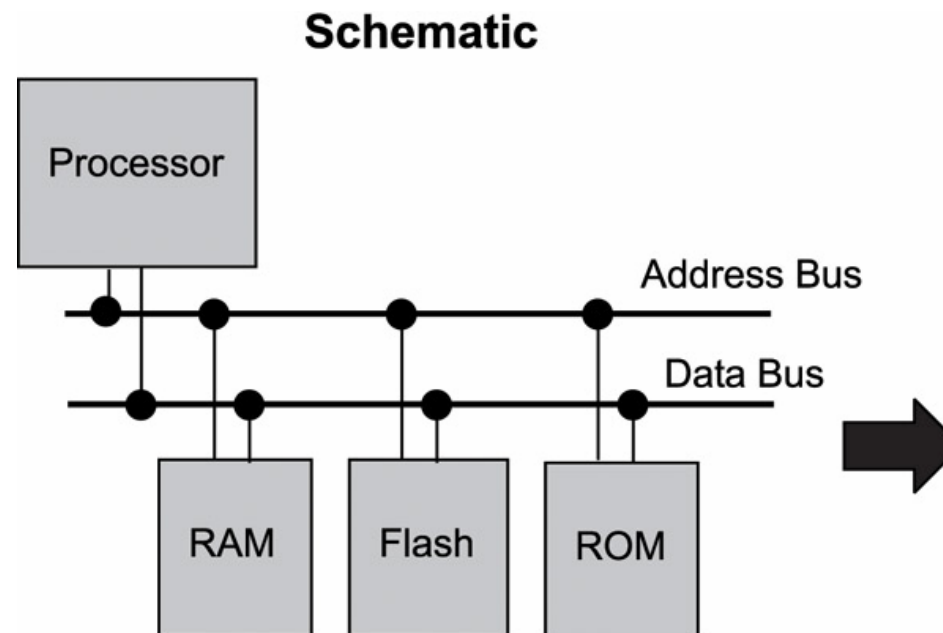 Schematic
Processor
Address Bus
Data Bus
RAM
Flash
ROM